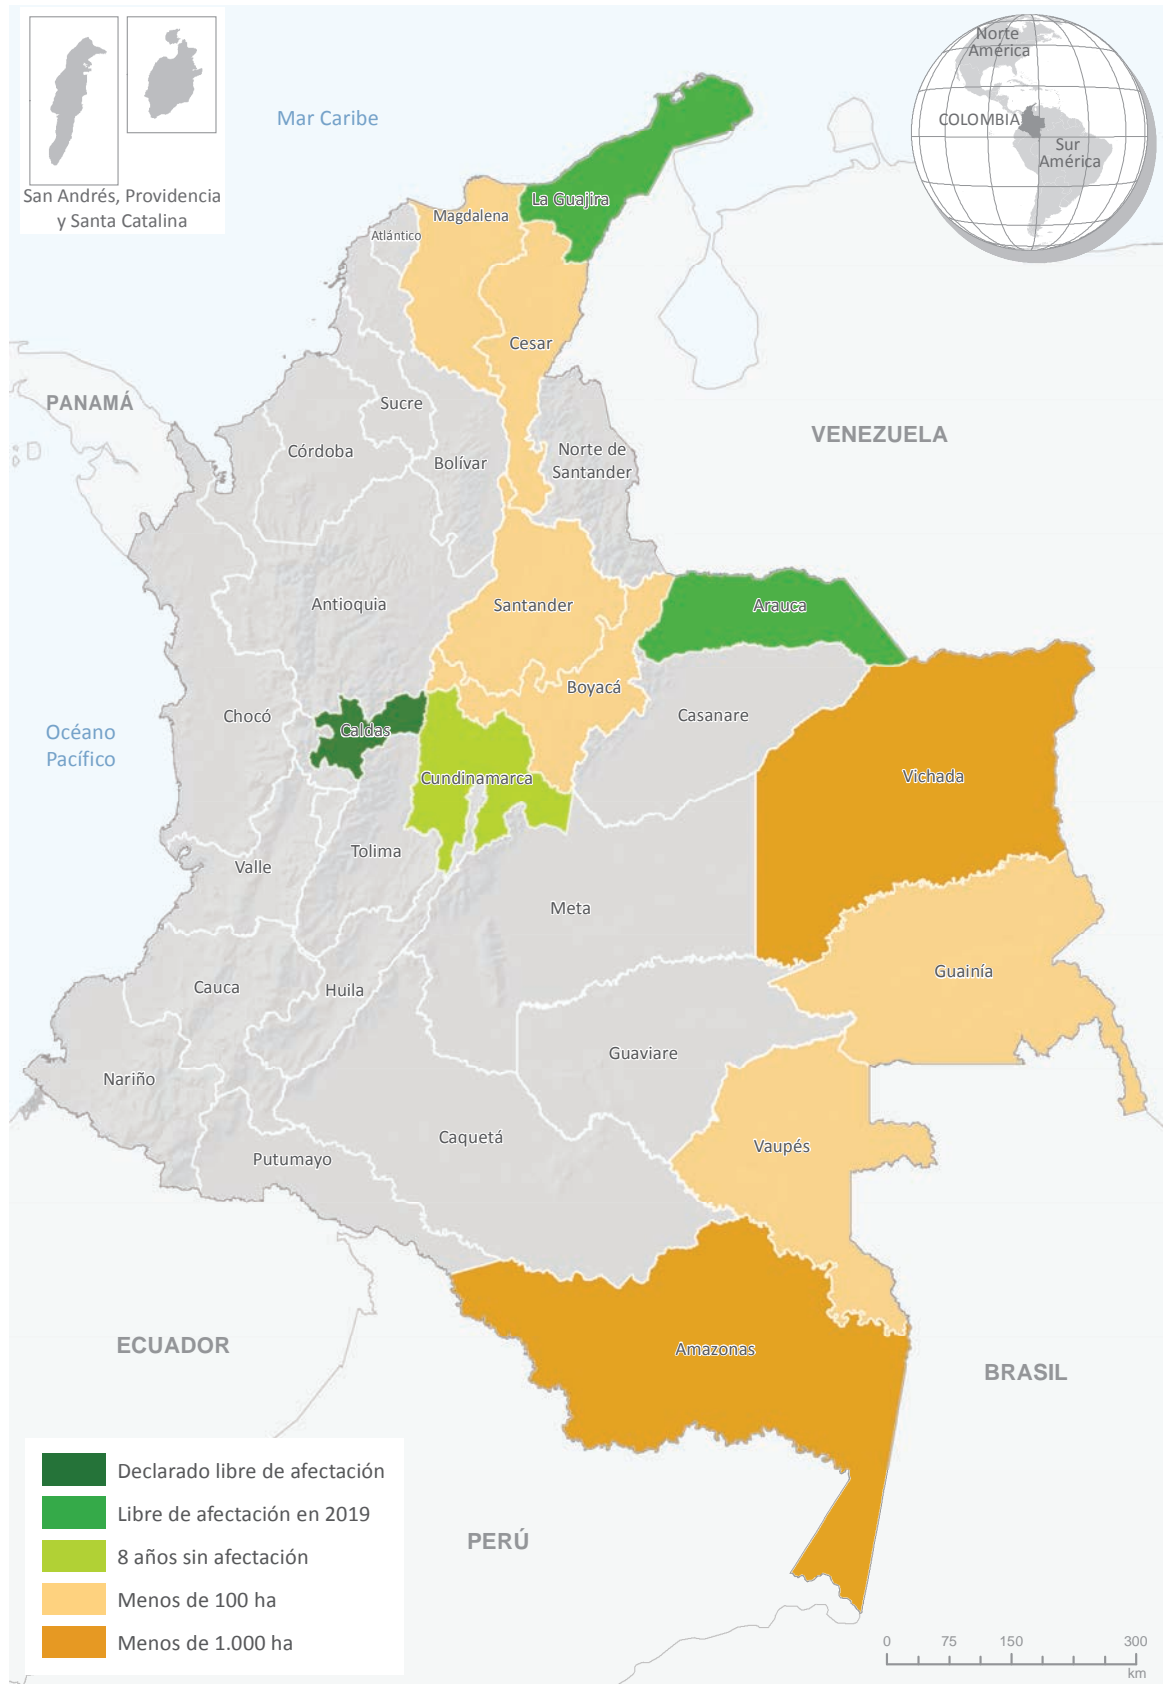 Norte
América
COLOMBIA
Sur
América
San Andrés, Providencia
y Santa Catalina
Mar Caribe
La Guajira
Magdalena
Atlántico
Cesar
PANAMÁ
Sucre
VENEZUELA
Córdoba
Bolívar
Norte de
Santander
Antioquia
Santander
Arauca
Boyacá
Chocó
Casanare
Océano
Pacífico
Caldas
Cundinamarca
Vichada
Valle
Tolima
Meta
Guainía
Cauca
Huila
Guaviare
Nariño
Caquetá
Vaupés
Putumayo
ECUADOR
Amazonas
BRASIL
PERÚ
Declarado libre de afectación
Libre de afectación en 2019
8 años sin afectación
Menos de 100 ha
Menos de 1.000 ha
0 75 150 300
km